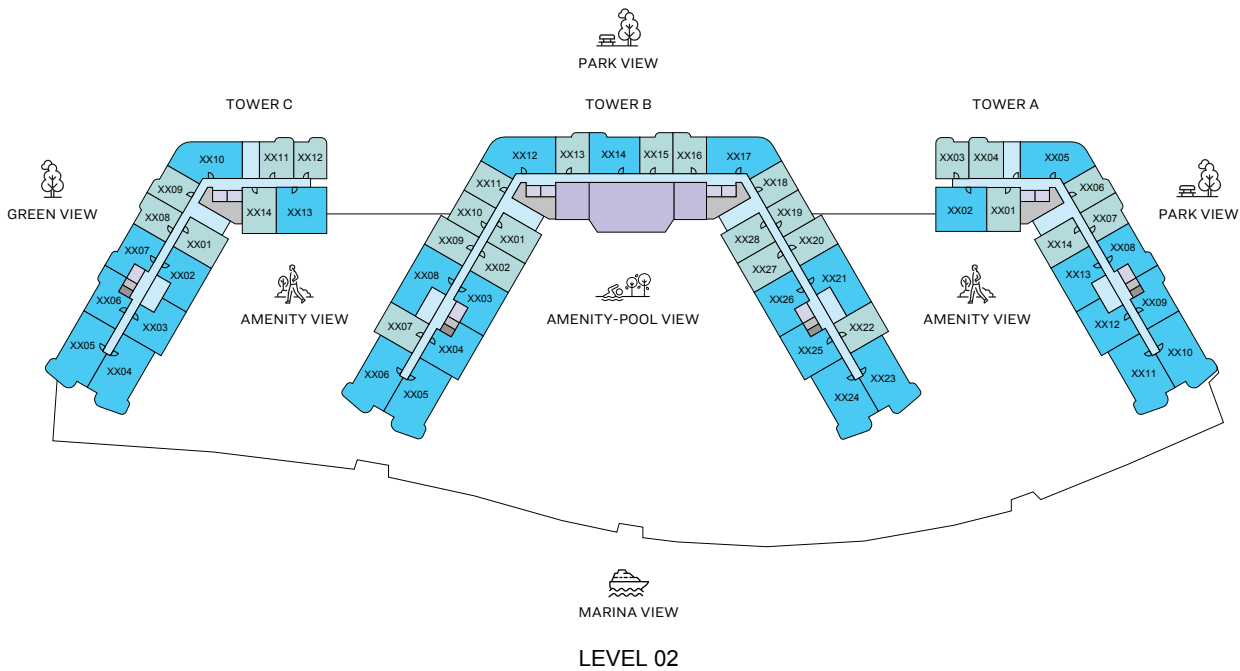 PARK VIEW
TOWER C
TOWER B
TOWER A
GREEN VIEW
XX10
XX11
XX12
XX09
XX08
XX14
XX13
XX07
XX01
XX02
XX06
XX03
XX05
XX04
AMENITY VIEW
XX12
XX13
XX14
XX15
XX16
XX17
XX11
XX18
XX10
XX19
XX09
XX01
XX28
XX20
XX08
XX02
XX27
XX21
XX03
XX26
XX07
XX22
XX04
XX25
XX06
XX23
XX05
XX24
AMENITY-POOL VIEW
XX03
XX04
XX05
XX06
XX02
XX01
XX07
XX14
XX08
XX13
XX09
XX12
XX10
XX11
AMENITY VIEW
PARK VIEW
MARINA VIEW
LEVEL 02